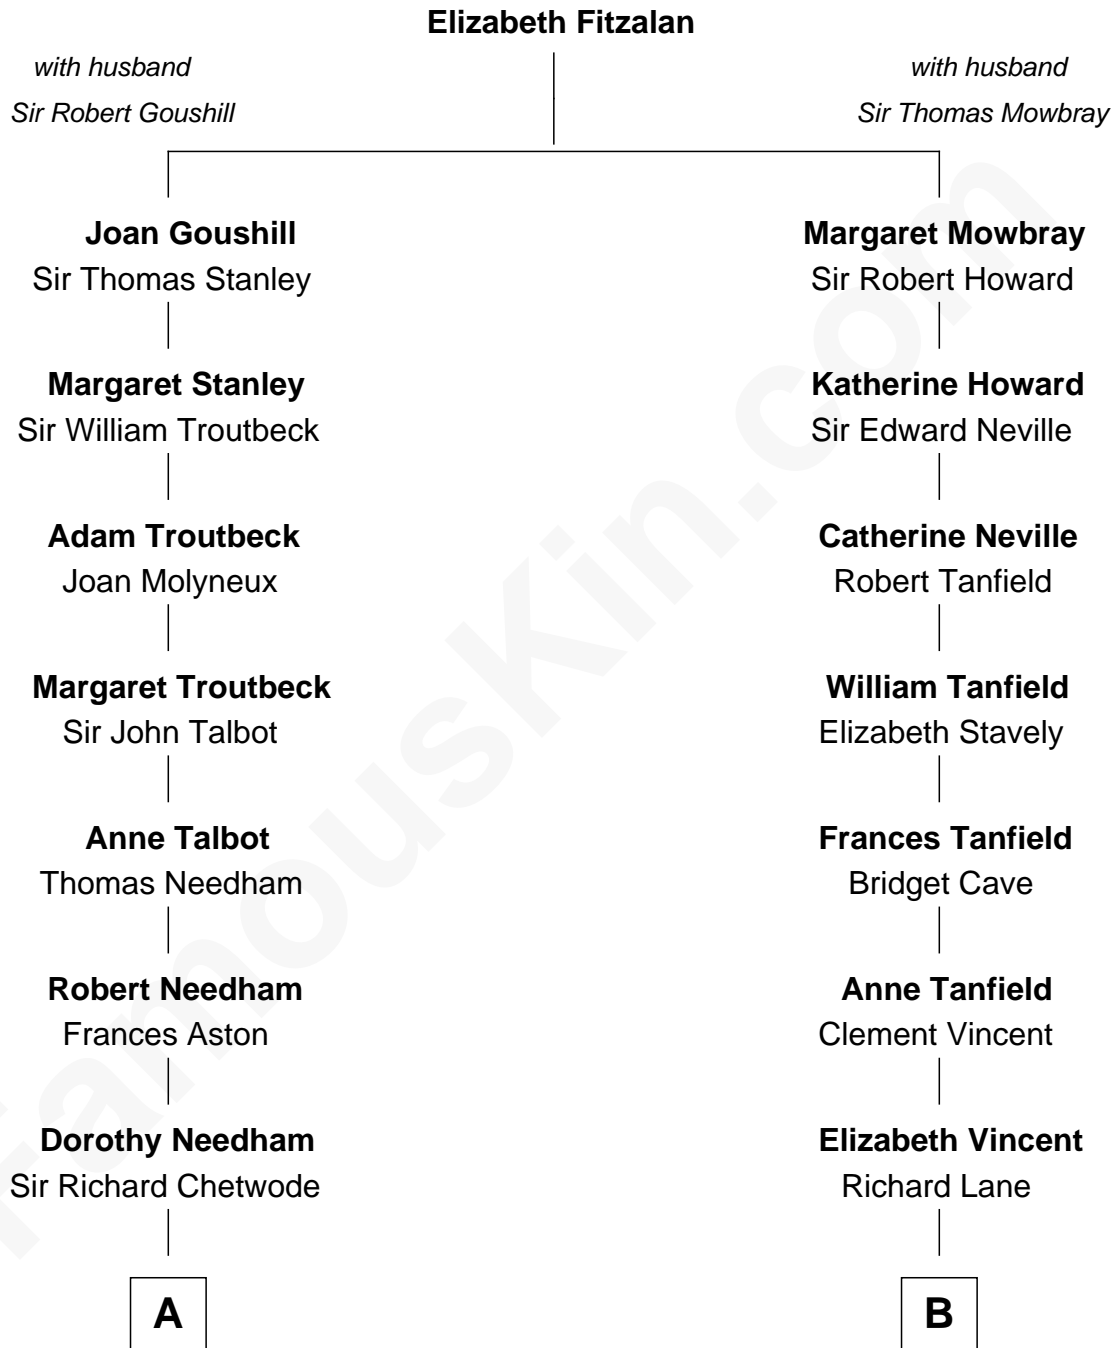 Elizabeth Fitzalan
with husband
Sir Robert Goushill
with husband
Sir Thomas Mowbray
Joan Goushill
Sir Thomas Stanley
Margaret Mowbray
Sir Robert Howard
Margaret Stanley
Sir William Troutbeck
Katherine Howard
Sir Edward Neville
Adam Troutbeck
Joan Molyneux
Catherine Neville
Robert Tanfield
Margaret Troutbeck
Sir John Talbot
William Tanfield
Elizabeth Stavely
Anne Talbot
Thomas Needham
Frances Tanfield
Bridget Cave
Robert Needham
Frances Aston
Anne Tanfield
Clement Vincent
Dorothy Needham
Sir Richard Chetwode
Elizabeth Vincent
Richard Lane
A
B
FamousKin.com